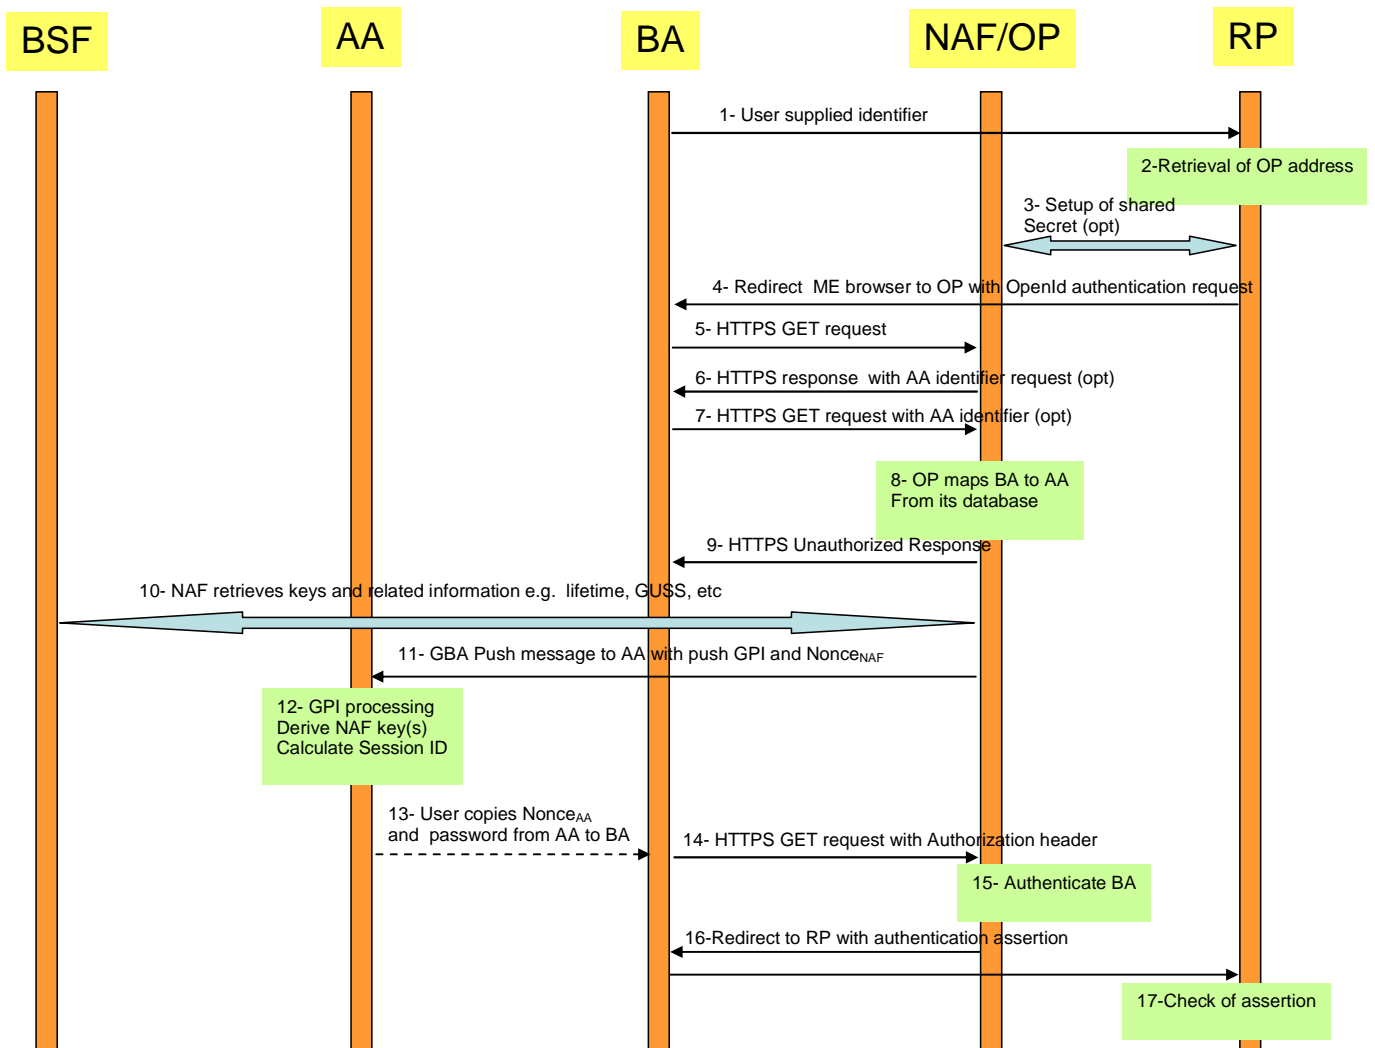 BSF
AA
BA
NAF/OP
RP
1- User supplied identifier
2-Retrieval of OP address
3- Setup of shared
Secret (opt)
4- Redirect ME browser to OP with OpenId authentication request
5- HTTPS GET request
6- HTTPS response with AA identifier request (opt)
7- HTTPS GET request with AA identifier (opt)
8- OP maps BA to AA
From its database
9- HTTPS Unauthorized Response
10- NAF retrieves keys and related information e.g. lifetime, GUSS, etc
11- GBA Push message to AA with push GPI and NonceNAF
12- GPI processing
Derive NAF key(s)
Calculate Session ID
13- User copies NonceAA
and password from AA to BA
14- HTTPS GET request with Authorization header
15- Authenticate BA
16-Redirect to RP with authentication assertion
17-Check of assertion